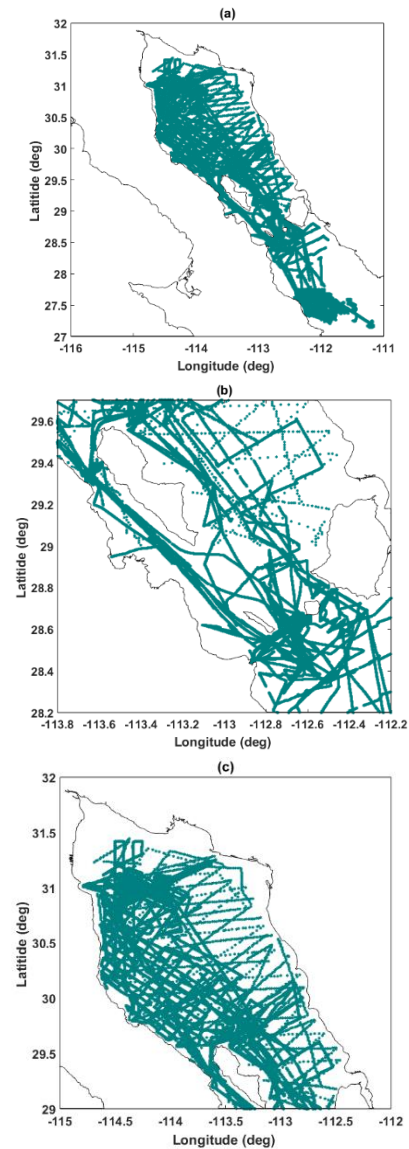 (a)
32
31.5
31
30.5
30
29.5
29
28.5
28
27.5
27
Latitide (deg)
-116 -115 -114 -113 -112 -111
Longitude (deg)
(b)
29.6
29.4
29.2
29
28.8
28.6
28.4
28.2
Latitide (deg)
-113.8 -113.6 -113.4 -113.2 -113 -112.8 -112.6 -112.4 -112.2
Longitude (deg)
(c)
32
31.5
31
30.5
30
29.5
29
Latitide (deg)
-115 -114.5 -114 -113.5 -113 -112.5 -112
Longitude (deg)